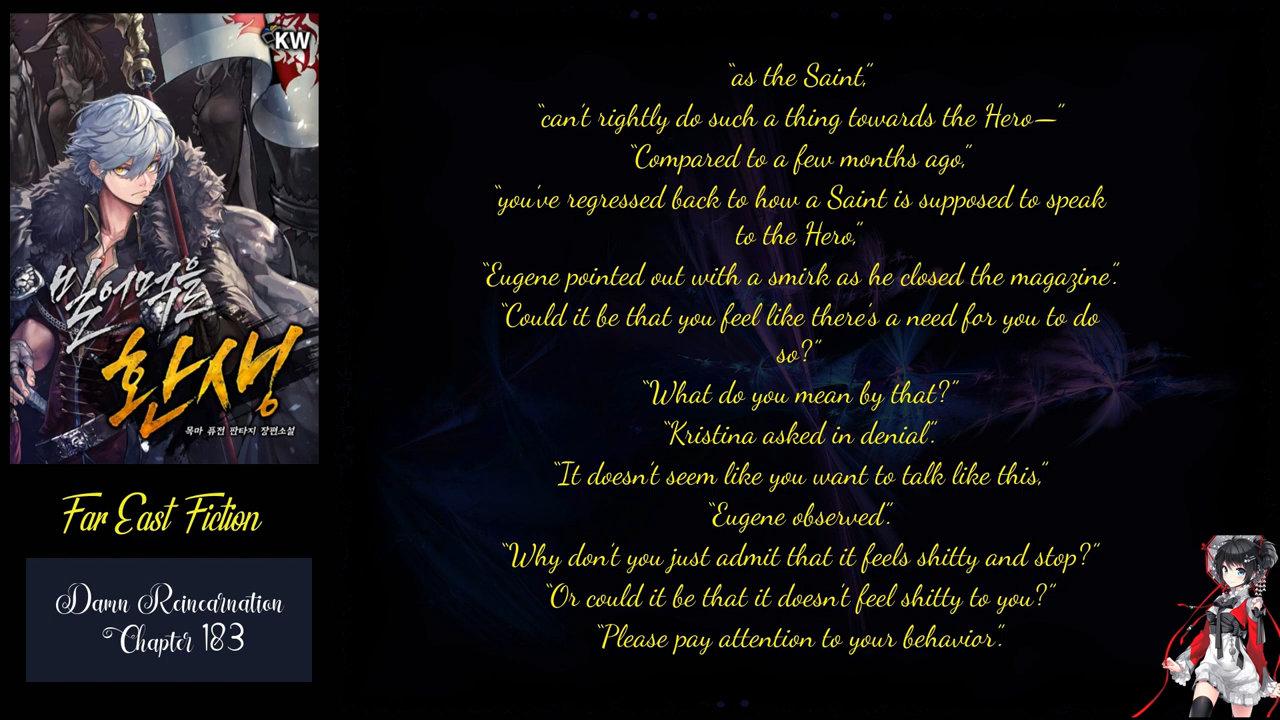 KW
빌어먹을
환생
목마 퓨전 판타지 장편소설
Far East Fiction
Damn Reincarnation
Chapter 183
“as the Saint,”
“can’t rightly do such a thing towards the Hero—”
“Compared to a few months ago,”
“you’ve regressed back to how a Saint is supposed to speak
to the Hero,”
“Eugene pointed out with a smirk as he closed the magazine”.
“Could it be that you feel like there’s a need for you to do
so?”
“What do you mean by that?”
“Kristina asked in denial”.
“It doesn’t seem like you want to talk like this,”
“Eugene observed”.
“Why don’t you just admit that it feels shitty and stop?”
“Or could it be that it doesn’t feel shitty to you?”
“Please pay attention to your behavior”.